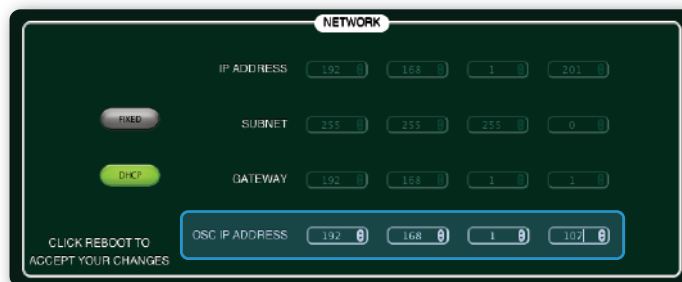 NETWORK
IP ADDRESS 192 168 1 201
FIXED
SUBNET 255 255 255 0
DHCP
GATEWAY 192 168 1 1
OSC IP ADDRESS 192 168 1 107
CLICK REBOOT TO
ACCEPT YOUR CHANGES